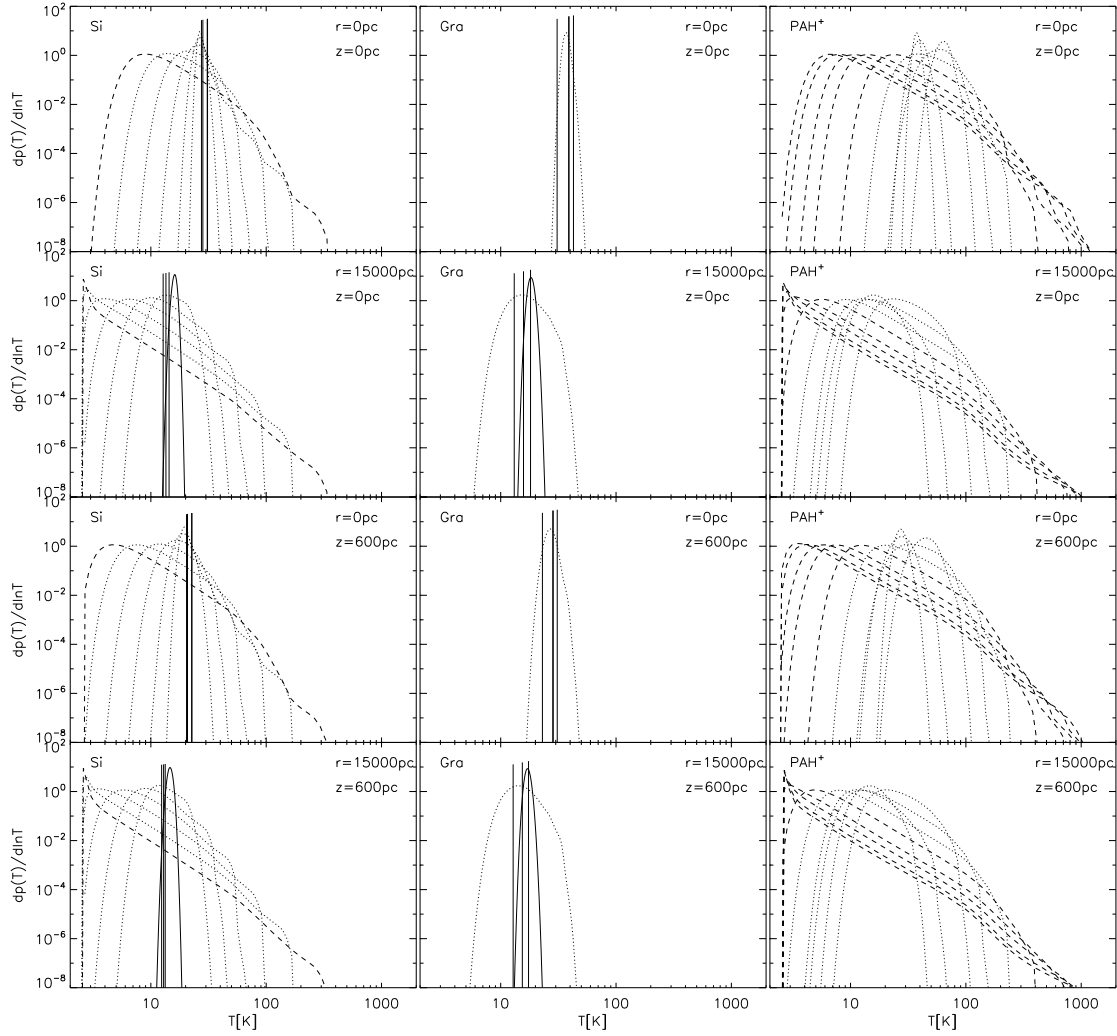 Si
r=0pc
z=0pc
Gra
r=0pc
z=0pc
PAH⁺
r=0pc
z=0pc
10²
10⁰
10⁻²
10⁻⁴
10⁻⁶
10⁻⁸
dp(T)/dlnT
Si
r=15000pc
z=0pc
Gra
r=15000pc
z=0pc
PAH⁺
r=15000pc
z=0pc
10²
10⁰
10⁻²
10⁻⁴
10⁻⁶
10⁻⁸
dp(T)/dlnT
Si
r=0pc
z=600pc
Gra
r=0pc
z=600pc
PAH⁺
r=0pc
z=600pc
10²
10⁰
10⁻²
10⁻⁴
10⁻⁶
10⁻⁸
dp(T)/dlnT
Si
r=15000pc
z=600pc
Gra
r=15000pc
z=600pc
PAH⁺
r=15000pc
z=600pc
10²
10⁰
10⁻²
10⁻⁴
10⁻⁶
10⁻⁸
dp(T)/dlnT
10 100 1000
10 100 1000
10 100 1000
T[K]
T[K]
T[K]